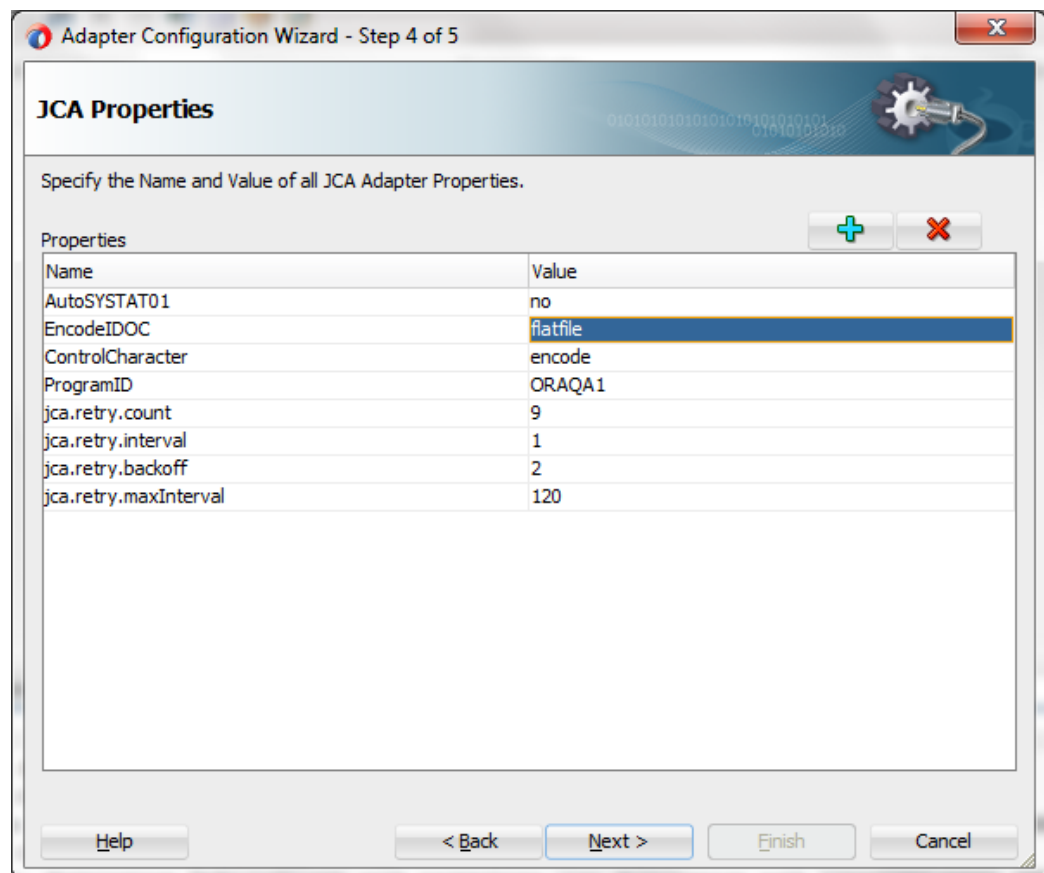 Adapter Configuration Wizard - Step 4 of 5
JCA Properties
Specify the Name and Value of all JCA Adapter Properties.
Properties
Name Value
AutoSYSTAT01 no
EncodeIDOC flatfile
ControlCharacter encode
ProgramID ORAQA1
jca.retry.count 9
jca.retry.interval 1
jca.retry.backoff 2
jca.retry.maxInterval 120
Help < Back Next > Finish Cancel